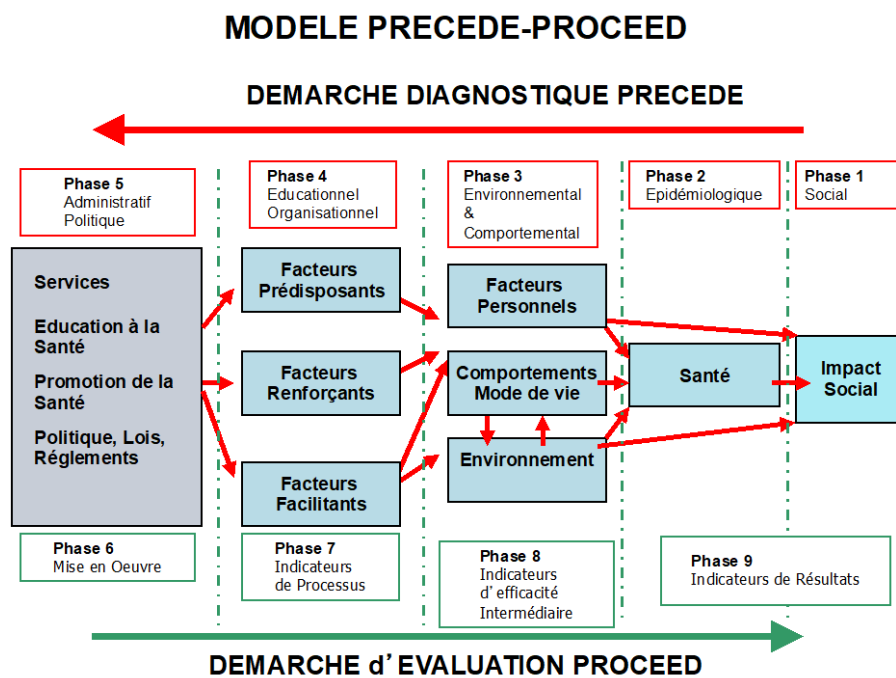 MODELE PRECEDE-PROCEED
DEMARCHE DIAGNOSTIQUE PRECEDE
Phase 5
Administratif
Politique
Phase 4
Educationnel
Organisationnel
Phase 3
Environnemental
&
Comportemental
Phase 2
Epidémiologique
Phase 1
Social
Services
Education à la
Santé
Promotion de la
Santé
Politique, Lois,
Réglements
Facteurs
Prédisposants
Facteurs
Renforçants
Facteurs
Facilitants
Facteurs
Personnels
Comportements
Mode de vie
Environnement
Santé
Impact
Social
Phase 6
Mise en Oeuvre
Phase 7
Indicateurs
de Processus
Phase 8
Indicateurs
d’efficacité
Intermédiaire
Phase 9
Indicateurs de Résultats
DEMARCHE d’EVALUATION PROCEED